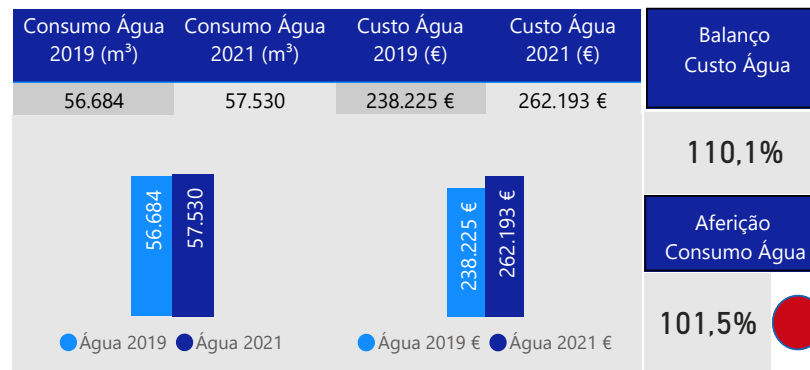 Consumo Água 2019 (m³)
Consumo Água 2021 (m³)
Custo Água 2019 (€)
Custo Água 2021 (€)
56.684
57.530
238.225 €
262.193 €
56.684
57.530
Água 2019
Água 2021
238.225 €
262.193 €
Água 2019 €
Água 2021 €
Balanço
Custo Água
110,1%
Aferição
Consumo Água
101,5%